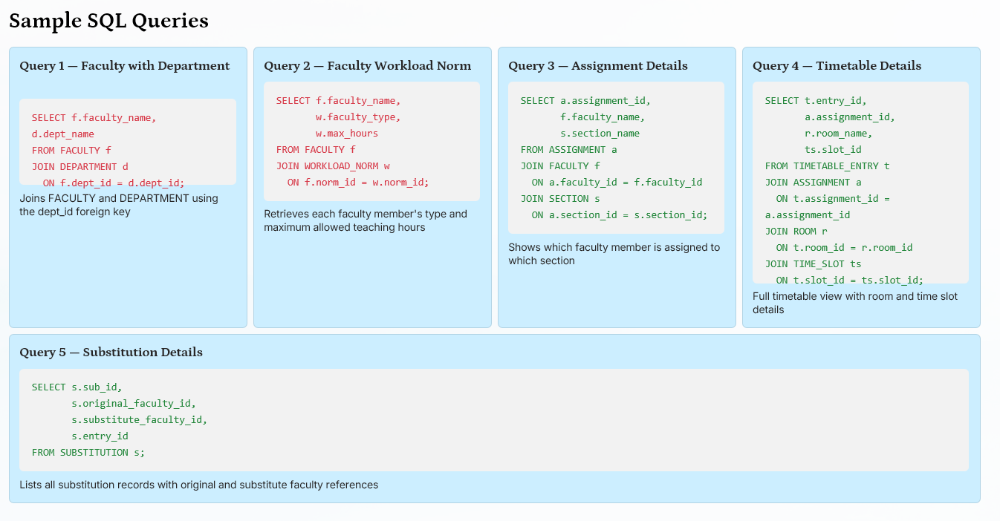 Sample SQL Queries
Query 1 — Faculty with Department
SELECT f.faculty_name,
d.dept_name
FROM FACULTY f
JOIN DEPARTMENT d
  ON f.dept_id = d.dept_id;
Joins FACULTY and DEPARTMENT using
the dept_id foreign key
Query 2 — Faculty Workload Norm
SELECT f.faculty_name,
       w.faculty_type,
       w.max_hours
FROM FACULTY f
JOIN WORKLOAD_NORM w
  ON f.norm_id = w.norm_id;
Retrieves each faculty member's type and
maximum allowed teaching hours
Query 3 — Assignment Details
SELECT a.assignment_id,
       f.faculty_name,
       s.section_name
FROM ASSIGNMENT a
JOIN FACULTY f
  ON a.faculty_id = f.faculty_id
JOIN SECTION s
  ON a.section_id = s.section_id;
Shows which faculty member is assigned to
which section
Query 4 — Timetable Details
SELECT t.entry_id,
       a.assignment_id,
       r.room_name,
       ts.slot_id
FROM TIMETABLE_ENTRY t
JOIN ASSIGNMENT a
  ON t.assignment_id =
a.assignment_id
JOIN ROOM r
  ON t.room_id = r.room_id
JOIN TIME_SLOT ts
  ON t.slot_id = ts.slot_id;
Full timetable view with room and time slot
details
Query 5 — Substitution Details
SELECT s.sub_id,
       s.original_faculty_id,
       s.substitute_faculty_id,
       s.entry_id
FROM SUBSTITUTION s;
Lists all substitution records with original and substitute faculty references